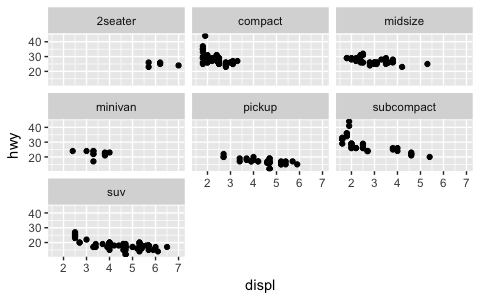 2seater compact midsize
40
30
20
minivan pickup subcompact
40
30
20
2 3 4 5 6 7 2 3 4 5 6 7
suv
40
30
20
2 3 4 5 6 7
hwy
displ